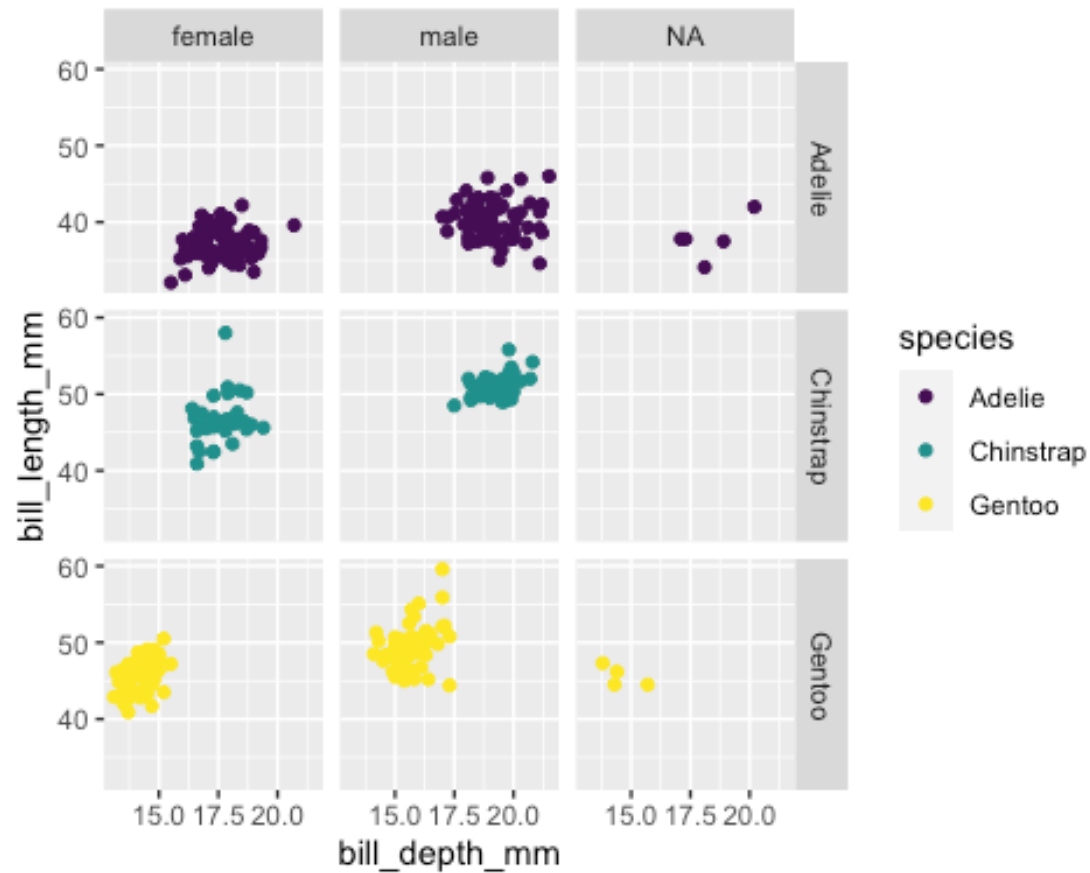 female male NA
60
50
40
Adelie
60
50
40
Chinstrap
60
50
40
Gentoo
15.0 17.5 20.0 15.0 17.5 20.0 15.0 17.5 20.0
bill_depth_mm
bill_length_mm
species
Adelie
Chinstrap
Gentoo